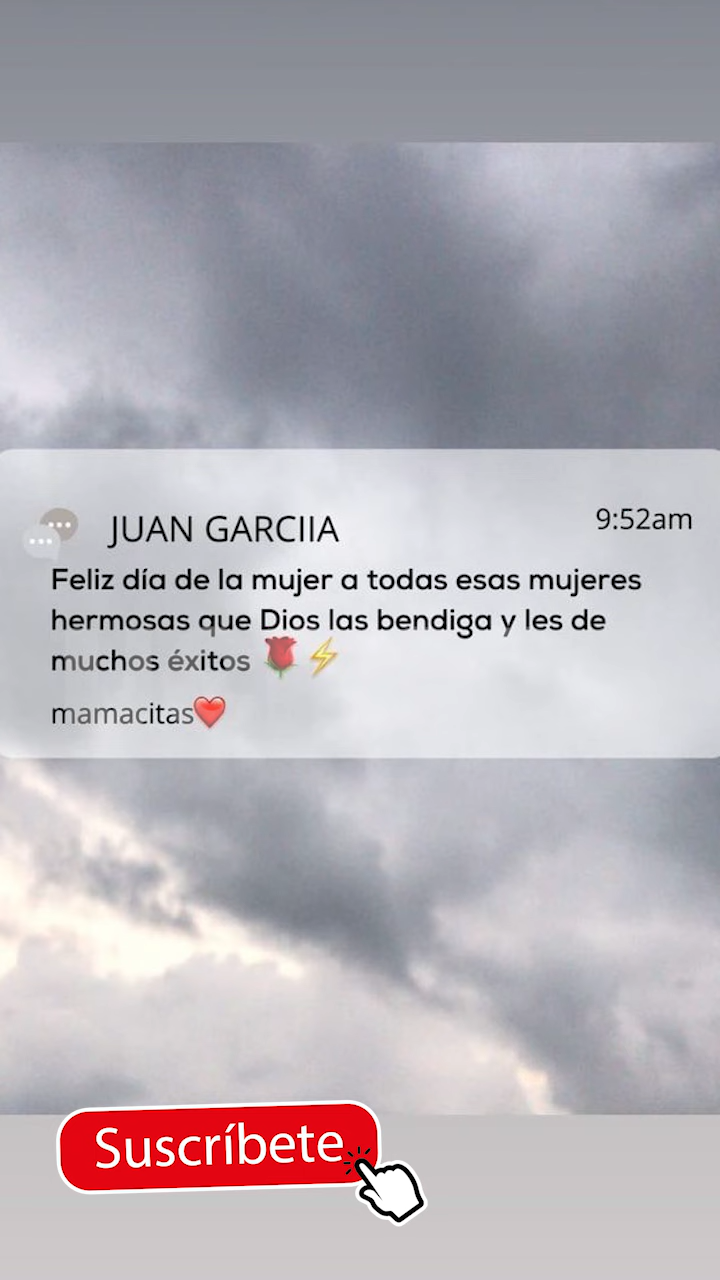 JUAN GARCIIA
9:52am
Feliz día de la mujer a todas esas mujeres
hermosas que Dios las bendiga y les de
muchos éxitos 🌹⚡
mamacitas❤️
Suscríbete